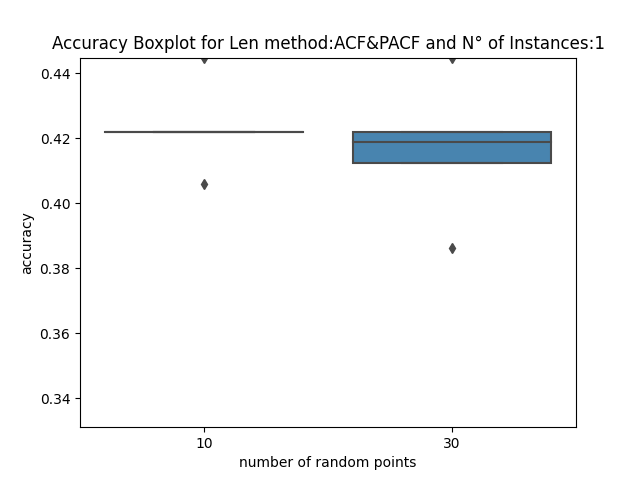 Accuracy Boxplot for Len method:ACF&PACF and N° of Instances:1
0.44
0.42
0.40
0.38
0.36
0.34
accuracy
10 30
number of random points